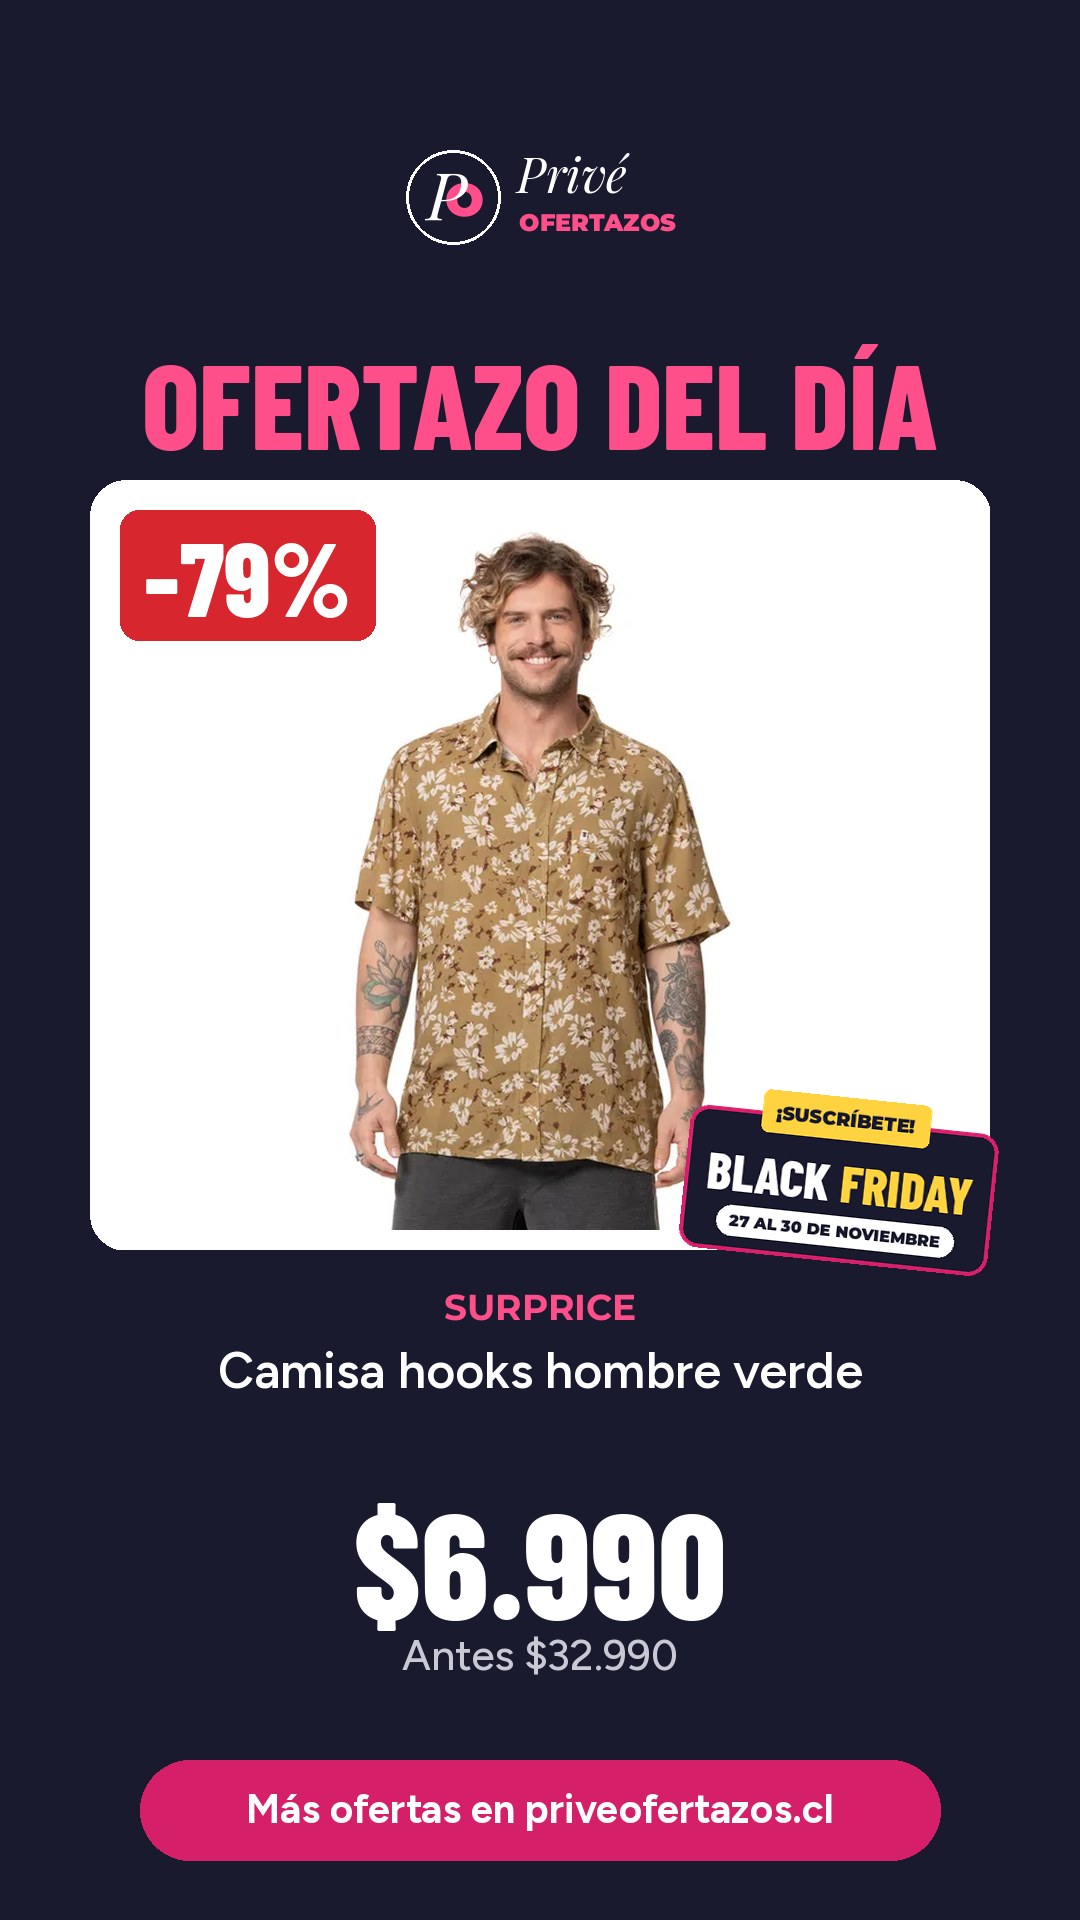 PO
Privé
OFERTAZOS
OFERTAZO DEL DÍA
-79%
¡SUSCRÍBETE!
BLACK FRIDAY
27 AL 30 DE NOVIEMBRE
SURPRICE
Camisa hooks hombre verde
$6.990
Antes $32.990
Más ofertas en priveofertazos.cl